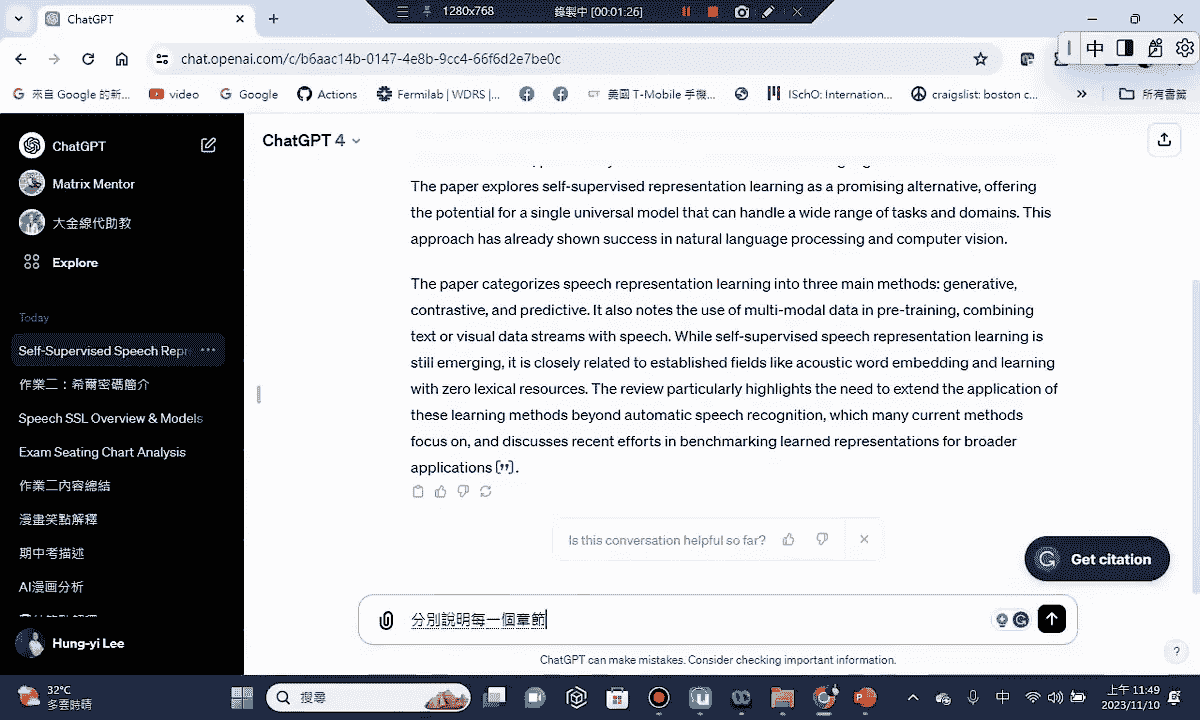 1280x768
錄製中 [00:01:26]
ChatGPT
chat.openai.com/c/b6aac14b-0147-4e8b-9cc4-66f6d2e7be0c
中
來自 Google 的新...
video
Google
Actions
Fermilab | WDRS |...
美國 T-Mobile 手機...
ISchO: Internation...
craigslist: boston c...
所有書籤
ChatGPT
Matrix Mentor
大金線代助教
Explore
Today
Self-Supervised Speech Repr
作業二：希爾密碼簡介
Speech SSL Overview & Models
Exam Seating Chart Analysis
作業二內容總結
漫畫笑點解釋
期中考描述
AI漫画分析
Hung-yi Lee
ChatGPT 4
The paper explores self-supervised representation learning as a promising alternative, offering
the potential for a single universal model that can handle a wide range of tasks and domains. This
approach has already shown success in natural language processing and computer vision.
The paper categorizes speech representation learning into three main methods: generative,
contrastive, and predictive. It also notes the use of multi-modal data in pre-training, combining
text or visual data streams with speech. While self-supervised speech representation learning is
still emerging, it is closely related to established fields like acoustic word embedding and learning
with zero lexical resources. The review particularly highlights the need to extend the application of
these learning methods beyond automatic speech recognition, which many current methods
focus on, and discusses recent efforts in benchmarking learned representations for broader
applications [❞].
Is this conversation helpful so far?
Get citation
分別說明每一個章節
ChatGPT can make mistakes. Consider checking important information.
?
32°C
多雲時晴
搜尋
中
上午 11:49
2023/11/10